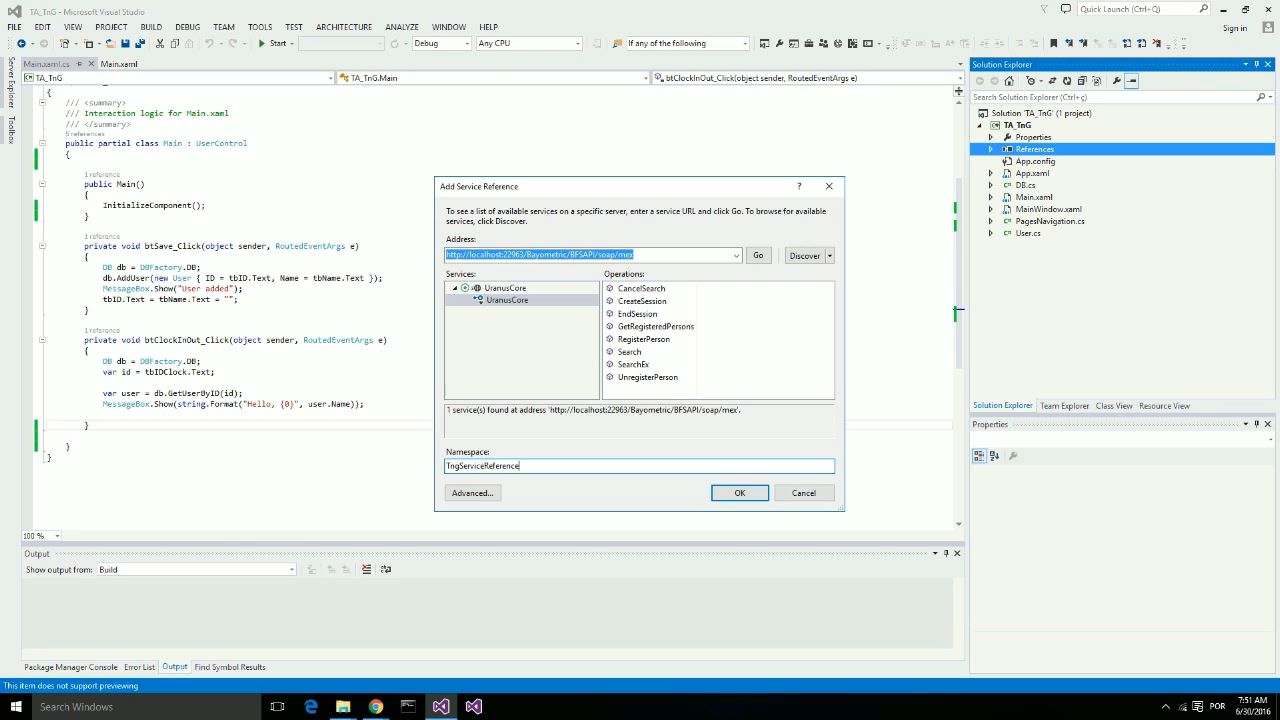 TA_TnG - Microsoft Visual Studio
Quick Launch (Ctrl+Q)
FILE EDIT VIEW PROJECT BUILD DEBUG TEAM TOOLS TEST ARCHITECTURE ANALYZE WINDOW HELP
Sign in
Start Debug Any CPU If any of the following
Server Explorer
Toolbox
Main.xaml.cs Main.xaml
TA_TnG TA_TnG.Main btClockInOut_Click(object sender, RoutedEventArgs e)
{
/// <summary>
/// Interaction logic for Main.xaml
/// </summary>
5 references
public partial class Main : UserControl
{
1 reference
public Main()
{
InitializeComponent();
}
1 reference
private void btSave_Click(object sender, RoutedEventArgs e)
{
DB db = DBFactory.DB;
db.AddUser(new User { ID = tbID.Text, Name = tbName.Text });
MessageBox.Show("User added");
tbID.Text = tbName.Text = "";
}
1 reference
private void btClockInOut_Click(object sender, RoutedEventArgs e)
{
DB db = DBFactory.DB;
var id = tbIDClock.Text;
var user = db.GetUserByID(id);
MessageBox.Show(string.Format("Hello, {0}", user.Name));
}
}
}
100 %
Add Service Reference
? 
To see a list of available services on a specific server, enter a service URL and click Go. To browse for available
services, click Discover.
Address:
http://localhost:22963/Bayometric/BFSAPI/soap/mex
Go Discover
Services: Operations:
UranusCore
UranusCore
CancelSearch
CreateSession
EndSession
GetRegisteredPersons
RegisterPerson
Search
SearchEx
UnregisterPerson
1 service(s) found at address 'http://localhost:22963/Bayometric/BFSAPI/soap/mex'.
Namespace:
TngServiceReference
Advanced... OK Cancel
Solution Explorer
Search Solution Explorer (Ctrl+ç)
Solution 'TA_TnG' (1 project)
TA_TnG
Properties
References
App.config
App.xaml
DB.cs
Main.xaml
MainWindow.xaml
PagesNavigation.cs
User.cs
Solution Explorer Team Explorer Class View Resource View
Properties
Output
Show output from: Build
Package Manager Console Error List Output Find Symbol Results
This item does not support previewing
Search Windows
POR
7:51 AM
6/30/2016